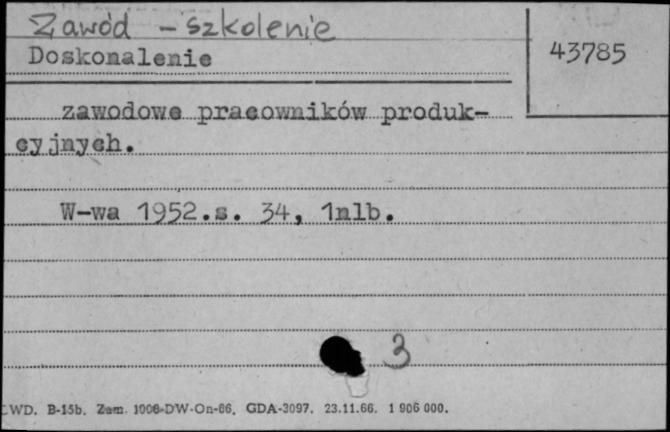 Zawód - szkolenie
Doskonalenie
43785
zawodowe pracowników produk-
cyjnych.
W-wa 1952.s. 34, 1nlb.
3
WD. B-15b. Zam. 1008-DW-On-66. GDA-3097. 23.11.66. 1 906 000.